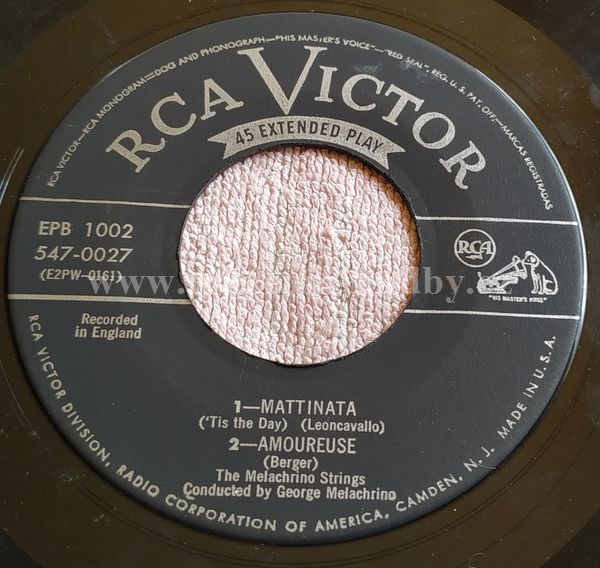 RCA VICTOR—RCA MONOGRAM—DOG AND PHONOGRAPH—"HIS MASTER'S VOICE"—"RED SEAL", REG. U. S. PAT. OFF.—MARCAS REGISTRADAS
RCA VICTOR
45 EXTENDED PLAY
EPB 1002
547-0027
(E2PW-0161)
RCA
"HIS MASTER'S VOICE"
Recorded
in England
1—MATTINATA
('Tis the Day) (Leoncavallo)
2—AMOUREUSE
(Berger)
The Melachrino Strings
Conducted by George Melachrino
RCA VICTOR DIVISION, RADIO CORPORATION OF AMERICA, CAMDEN, N. J. MADE IN U.S.A.